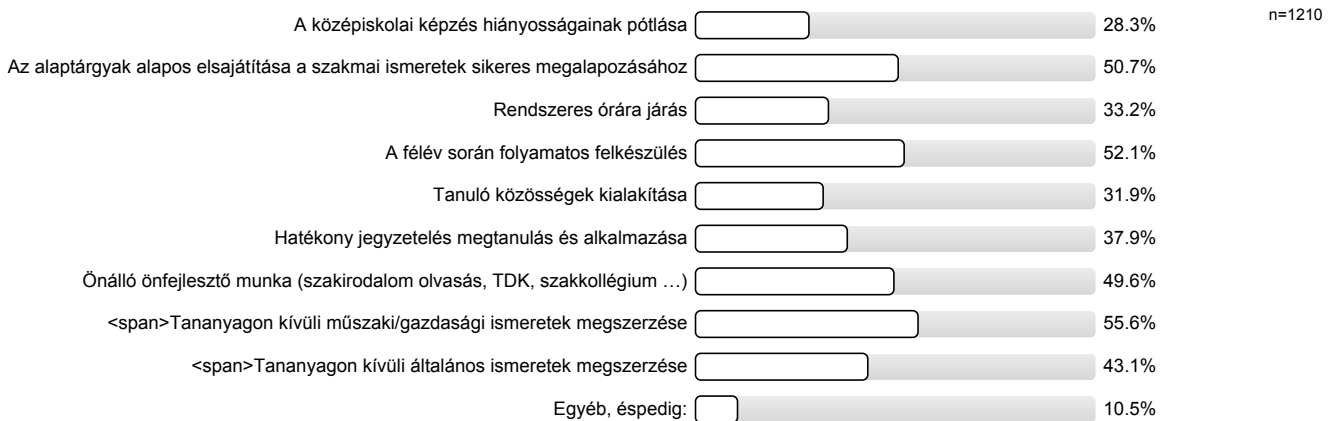 n=1210
A középiskolai képzés hiányosságainak pótlása 28.3%
Az alaptárgyak alapos elsajátítása a szakmai ismeretek sikeres megalapozásához 50.7%
Rendszeres órára járás 33.2%
A félév során folyamatos felkészülés 52.1%
Tanuló közösségek kialakítása 31.9%
Hatékony jegyzetelés megtanulás és alkalmazása 37.9%
Önálló önfejlesztő munka (szakirodalom olvasás, TDK, szakkollégium …) 49.6%
<span>Tananyagon kívüli műszaki/gazdasági ismeretek megszerzése 55.6%
<span>Tananyagon kívüli általános ismeretek megszerzése 43.1%
Egyéb, éspedig: 10.5%